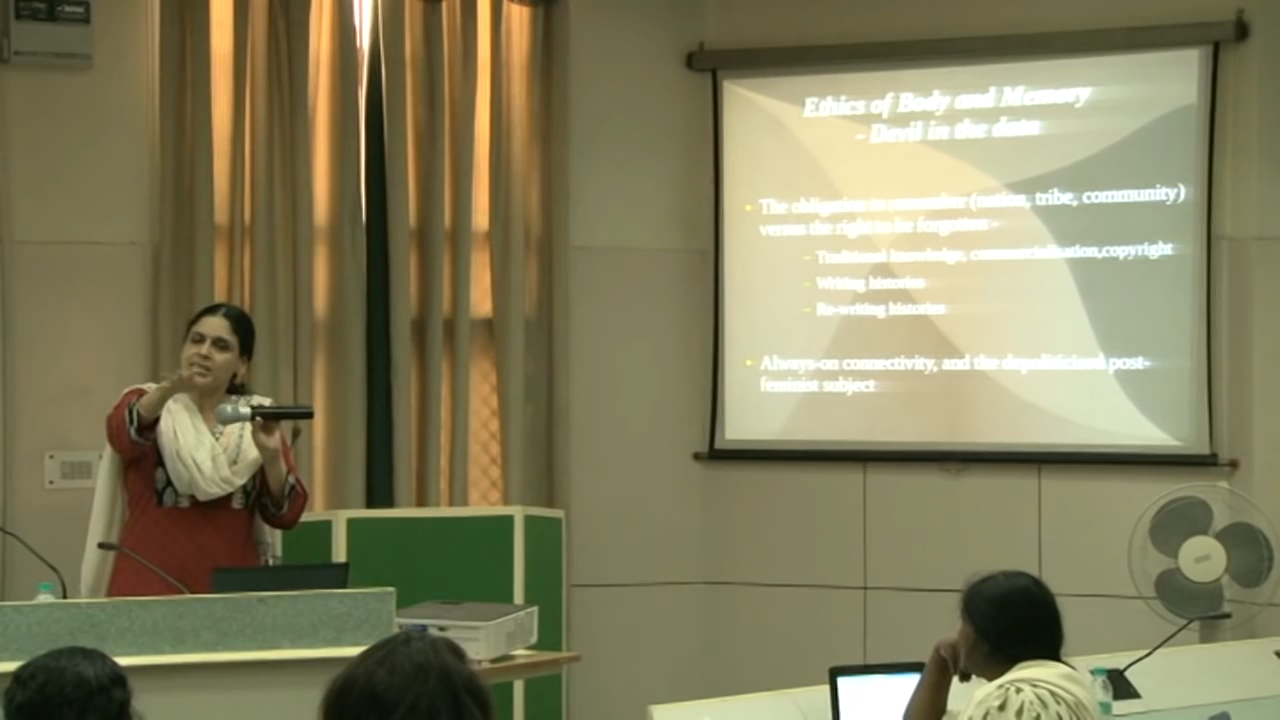 Ethics of Body and Memory
- Devil in the data
• The obligation to remember (nation, tribe, community)
versus the right to be forgotten -
– Traditional knowledge, commercialisation,copyright
– Writing histories
– Re-writing histories
• Always-on connectivity, and the depoliticised post-
feminist subject